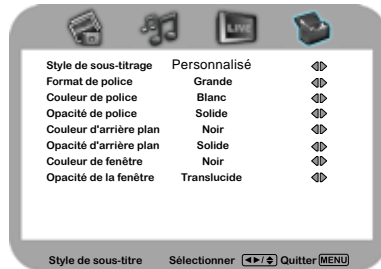 LIVE
Style de sous-titrage Personnalisé
Format de police Grande
Couleur de police Blanc
Opacité de police Solide
Couleur d'arrière plan Noir
Opacité d'arrière plan Solide
Couleur de fenêtre Noir
Opacité de la fenêtre Translucide
Style de sous-titre Sélectionner Quitter MENU